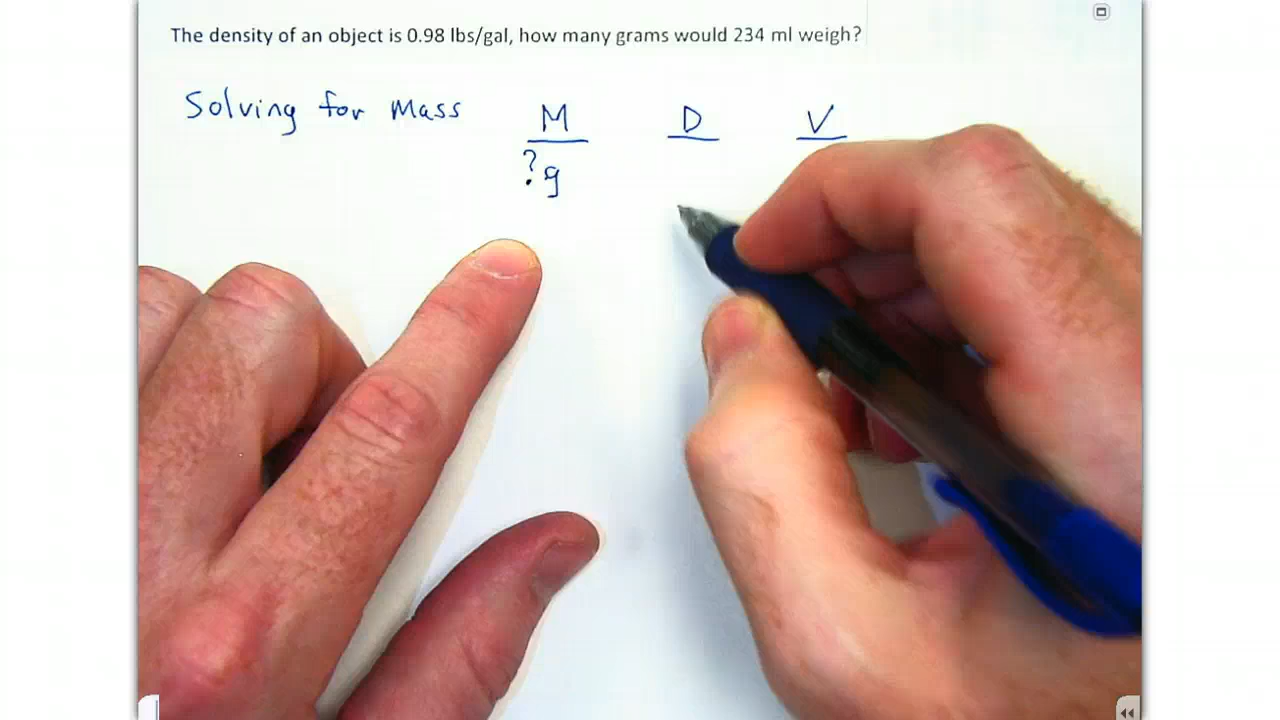 The density of an object is 0.98 lbs/gal, how many grams would 234 ml weigh?
Solving for Mass M D V
? g